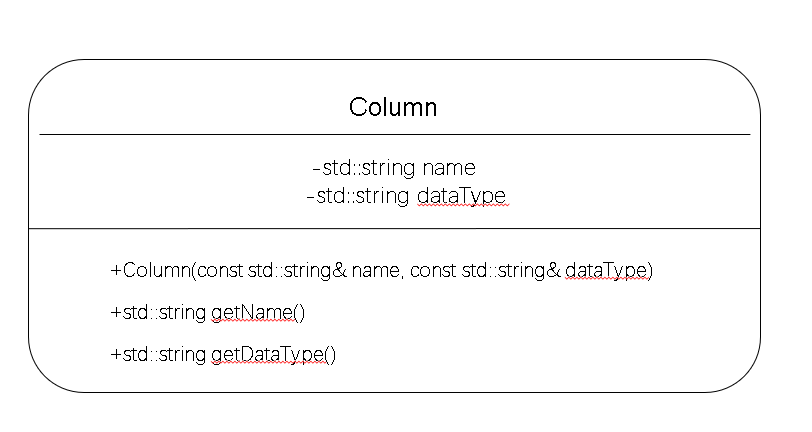 Column
-std::string name
-std::string dataType
+Column(const std::string& name, const std::string& dataType)
+std::string getName()
+std::string getDataType()